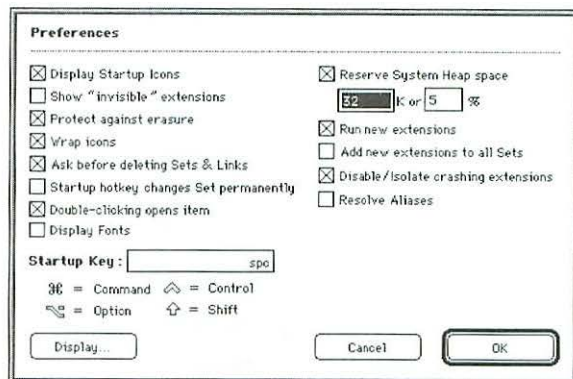 Preferences
Display Startup Icons
Show "invisible" extensions
Protect against erasure
Wrap icons
Ask before deleting Sets & Links
Startup hotkey changes Set permanently
Double-clicking opens item
Display Fonts
Startup Key: spc
⌘ = Command ^ = Control
⌥ = Option ⇧ = Shift
Display...
Reserve System Heap space
32 K or 5 %
Run new extensions
Add new extensions to all Sets
Disable/Isolate crashing extensions
Resolve Aliases
Cancel
OK